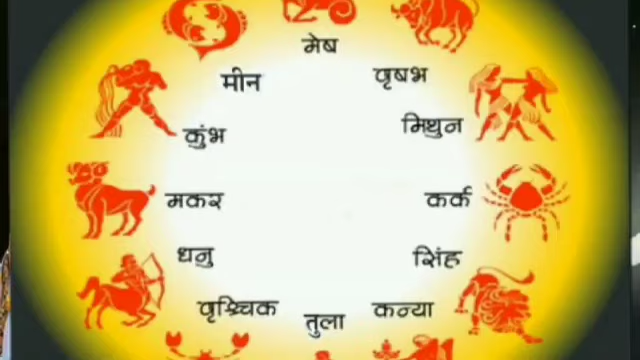 मेष
वृषभ
मिथुन
कर्क
सिंह
कन्या
तुला
वृश्चिक
धनु
मकर
कुंभ
मीन